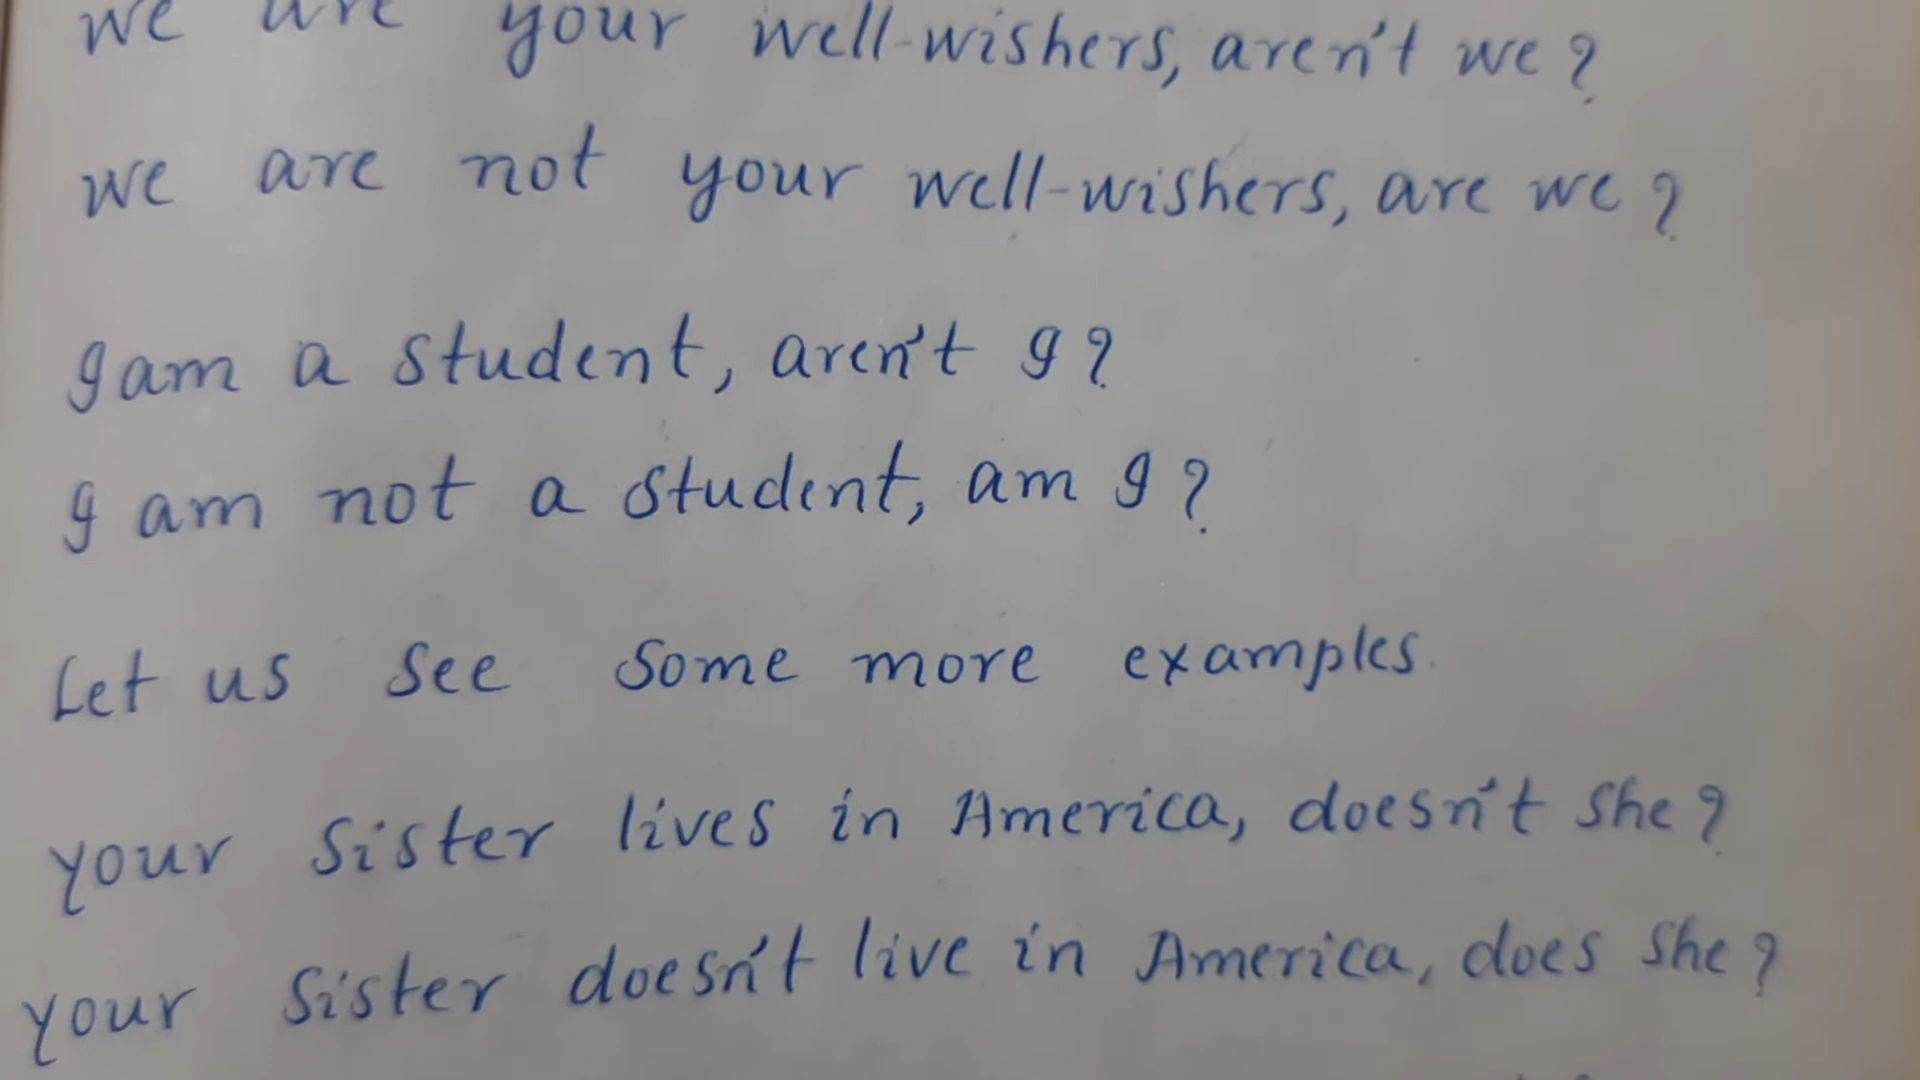 we are your well-wishers, aren't we?
we are not your well-wishers, are we?
I am a student, aren't I?
I am not a student, am I?
Let us see some more examples.
your sister lives in America, doesn't she?
your sister doesn't live in America, does she?